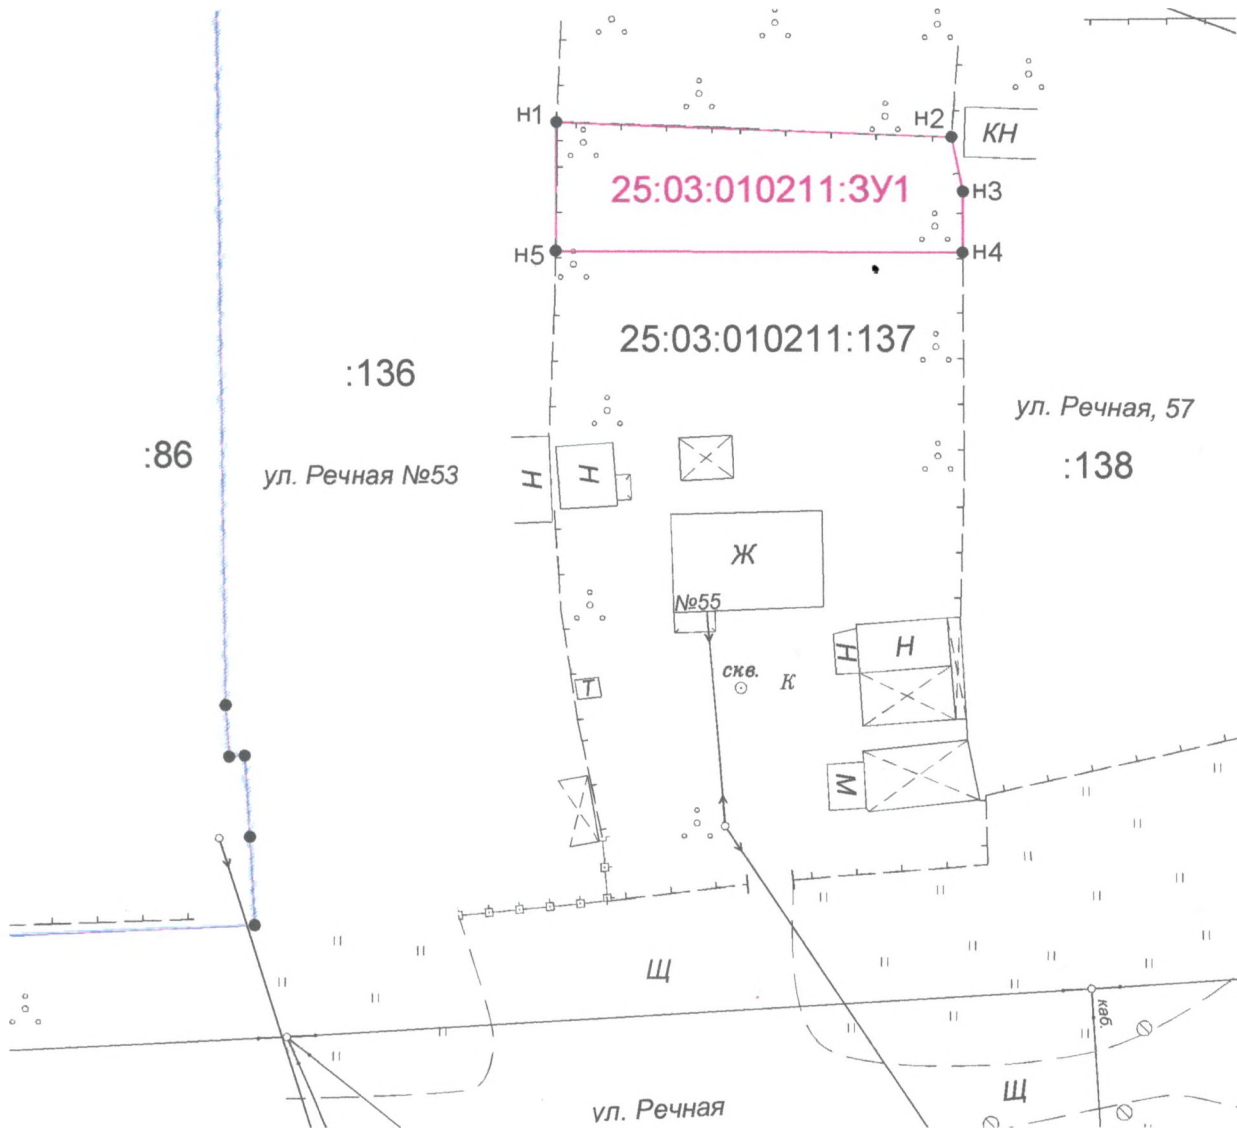 н1
н2
КН
25:03:010211:ЗУ1
н3
н5
н4
25:03:010211:137
:136
ул. Речная, 57
:86
ул. Речная №53
Н
Н
:138
Ж
№55
Н
Н
скв.
К
Т
М
Щ
каб.
Щ
ул. Речная